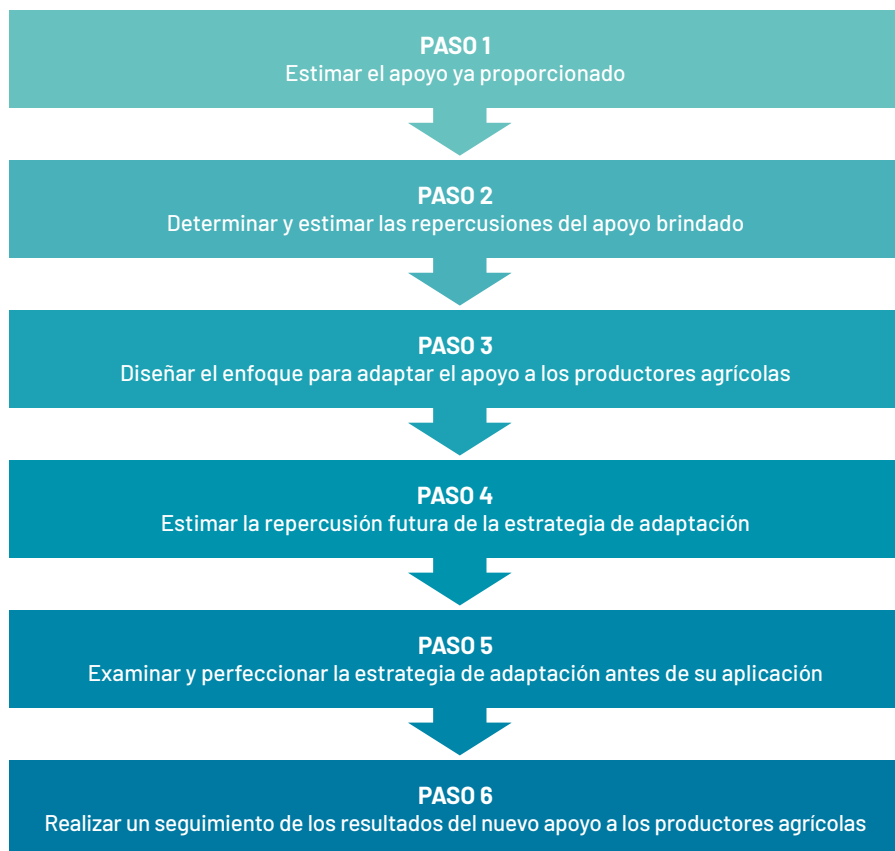 PASO 1
Estimar el apoyo ya proporcionado
PASO 2
Determinar y estimar las repercusiones del apoyo brindado
PASO 3
Diseñar el enfoque para adaptar el apoyo a los productores agrícolas
PASO 4
Estimar la repercusión futura de la estrategia de adaptación
PASO 5
Examinar y perfeccionar la estrategia de adaptación antes de su aplicación
PASO 6
Realizar un seguimiento de los resultados del nuevo apoyo a los productores agrícolas